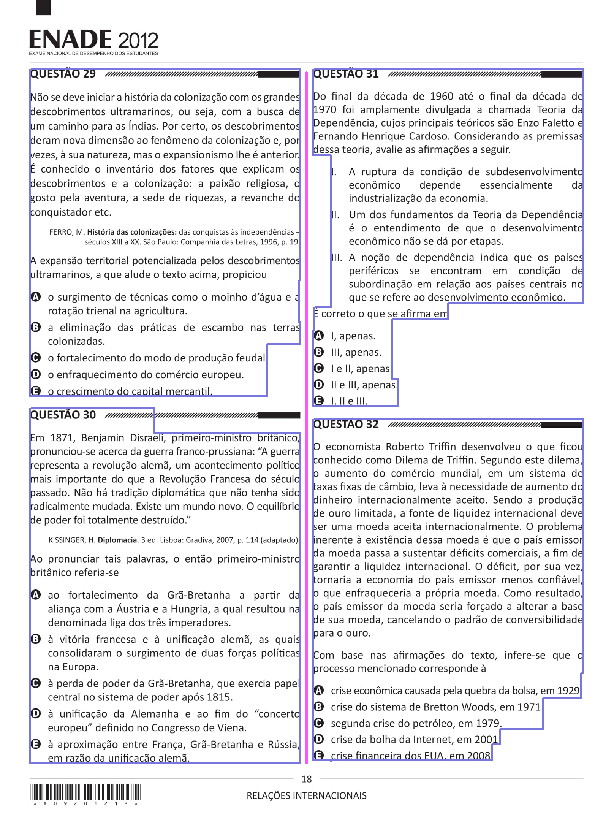 ENADE 2012
EXAME NACIONAL DE DESEMPENHO DOS ESTUDANTES
QUESTÃO 29
Não se deve iniciar a história da colonização com os grandes
descobrimentos ultramarinos, ou seja, com a busca de
um caminho para as Índias. Por certo, os descobrimentos
deram nova dimensão ao fenômeno da colonização e, por
vezes, à sua natureza, mas o expansionismo lhe é anterior.
É conhecido o inventário dos fatores que explicam os
descobrimentos e a colonização: a paixão religiosa, o
gosto pela aventura, a sede de riquezas, a revanche do
conquistador etc.
FERRO, M. História das colonizações: das conquistas às independências –
séculos XIII a XX. São Paulo: Companhia das Letras, 1996, p. 19.
A expansão territorial potencializada pelos descobrimentos
ultramarinos, a que alude o texto acima, propiciou
A o surgimento de técnicas como o moinho d'água e a
rotação trienal na agricultura.
B a eliminação das práticas de escambo nas terras
colonizadas.
C o fortalecimento do modo de produção feudal.
D o enfraquecimento do comércio europeu.
E o crescimento do capital mercantil.
QUESTÃO 30
Em 1871, Benjamin Disraeli, primeiro-ministro britânico,
pronunciou-se acerca da guerra franco-prussiana: "A guerra
representa a revolução alemã, um acontecimento político
mais importante do que a Revolução Francesa do século
passado. Não há tradição diplomática que não tenha sido
radicalmente mudada. Existe um mundo novo. O equilíbrio
de poder foi totalmente destruído."
KISSINGER, H. Diplomacia. 3 ed. Lisboa: Gradiva, 2007, p. 114 (adaptado).
Ao pronunciar tais palavras, o então primeiro-ministro
britânico referia-se
A ao fortalecimento da Grã-Bretanha a partir da
aliança com a Áustria e a Hungria, a qual resultou na
denominada liga dos três imperadores.
B à vitória francesa e à unificação alemã, as quais
consolidaram o surgimento de duas forças políticas
na Europa.
C à perda de poder da Grã-Bretanha, que exercia papel
central no sistema de poder após 1815.
D à unificação da Alemanha e ao fim do "concerto
europeu" definido no Congresso de Viena.
E à aproximação entre França, Grã-Bretanha e Rússia,
em razão da unificação alemã.
QUESTÃO 31
Do final da década de 1960 até o final da década de
1970 foi amplamente divulgada a chamada Teoria da
Dependência, cujos principais teóricos são Enzo Faletto e
Fernando Henrique Cardoso. Considerando as premissas
dessa teoria, avalie as afirmações a seguir.
I. A ruptura da condição de subdesenvolvimento
econômico depende essencialmente da
industrialização da economia.
II. Um dos fundamentos da Teoria da Dependência
é o entendimento de que o desenvolvimento
econômico não se dá por etapas.
III. A noção de dependência indica que os países
periféricos se encontram em condição de
subordinação em relação aos países centrais no
que se refere ao desenvolvimento econômico.
É correto o que se afirma em
A I, apenas.
B III, apenas.
C I e II, apenas.
D II e III, apenas.
E I, II e III.
QUESTÃO 32
O economista Roberto Triffin desenvolveu o que ficou
conhecido como Dilema de Triffin. Segundo este dilema,
o aumento do comércio mundial, em um sistema de
taxas fixas de câmbio, leva à necessidade de aumento do
dinheiro internacionalmente aceito. Sendo a produção
de ouro limitada, a fonte de liquidez internacional deve
ser uma moeda aceita internacionalmente. O problema
inerente à existência dessa moeda é que o país emissor
da moeda passa a sustentar déficits comerciais, a fim de
garantir a liquidez internacional. O déficit, por sua vez,
tornaria a economia do país emissor menos confiável,
o que enfraqueceria a própria moeda. Como resultado,
o país emissor da moeda seria forçado a alterar a base
de sua moeda, cancelando o padrão de conversibilidade
para o ouro.
Com base nas afirmações do texto, infere-se que o
processo mencionado corresponde à
A crise econômica causada pela quebra da bolsa, em 1929.
B crise do sistema de Bretton Woods, em 1971.
C segunda crise do petróleo, em 1979.
D crise da bolha da Internet, em 2001.
E crise financeira dos EUA, em 2008.
18
RELAÇÕES INTERNACIONAIS